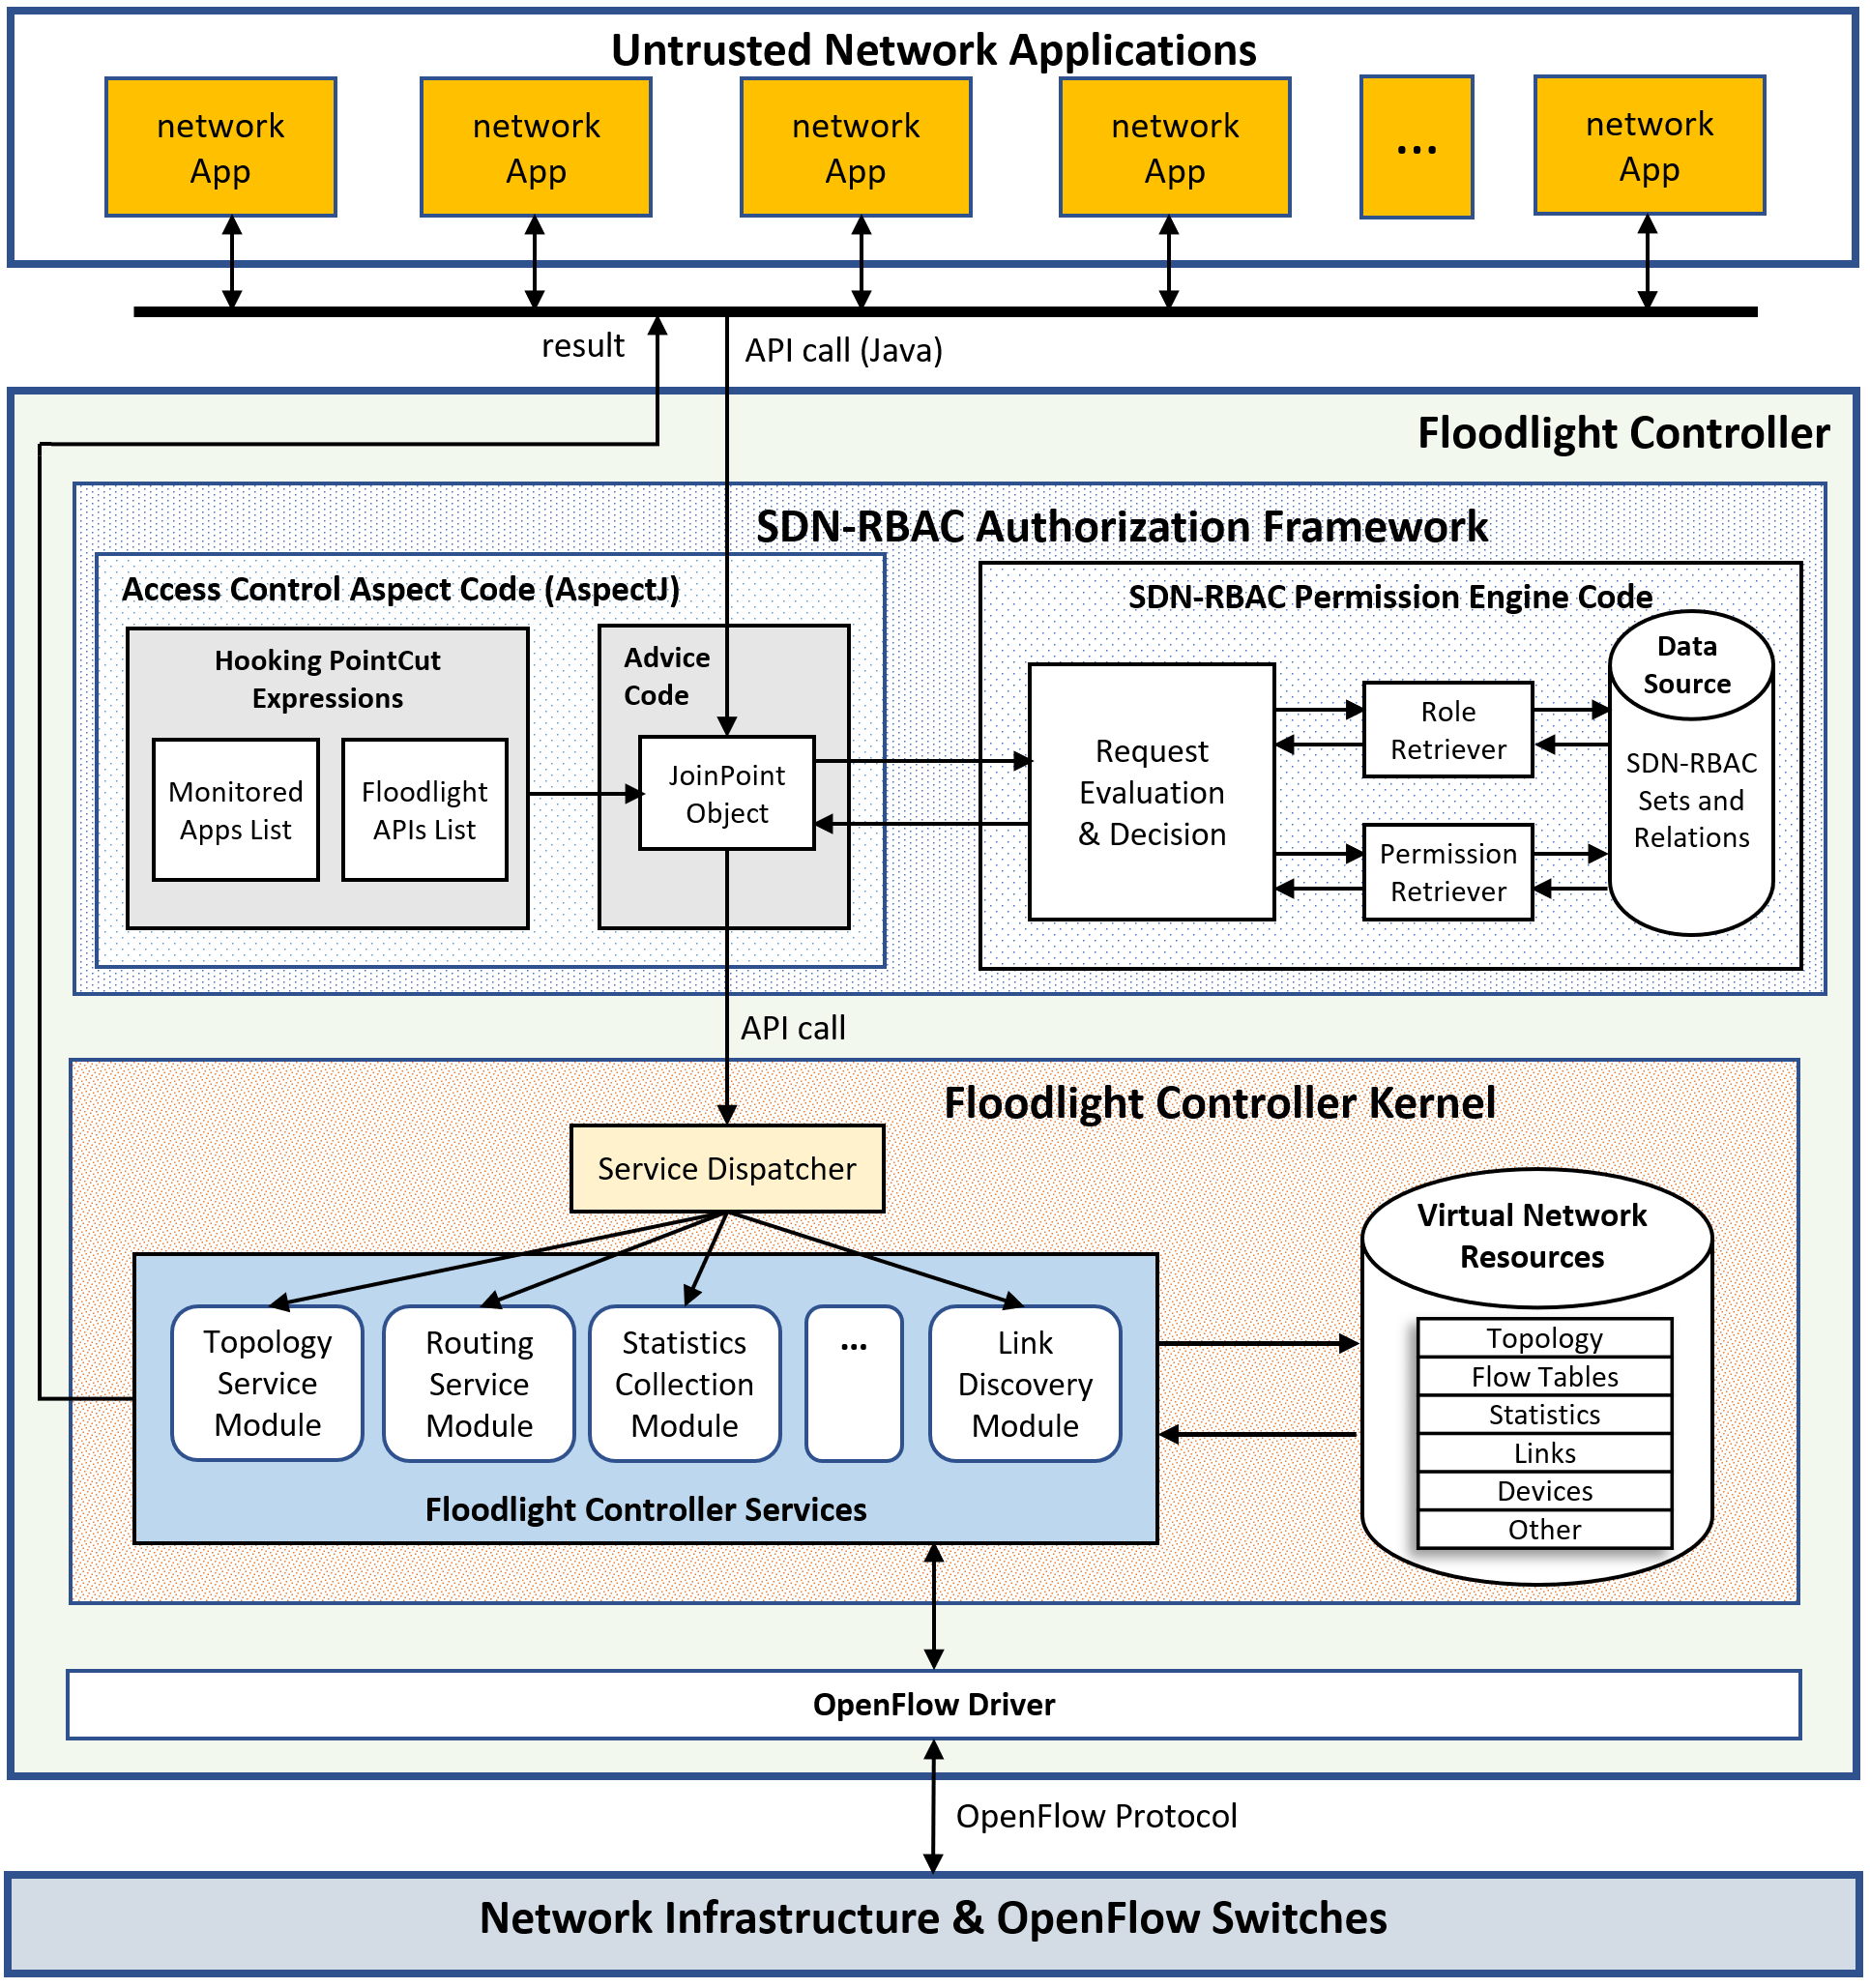 Untrusted Network Applications
network
App
network
App
network
App
network
App
...
network
App
result
API call (Java)
Floodlight Controller
SDN-RBAC Authorization Framework
Access Control Aspect Code (AspectJ)
Hooking PointCut
Expressions
Monitored
Apps List
Floodlight
APIs List
Advice
Code
JoinPoint
Object
SDN-RBAC Permission Engine Code
Request
Evaluation
& Decision
Role
Retriever
Permission
Retriever
Data
Source
SDN-RBAC
Sets and
Relations
API call
Floodlight Controller Kernel
Service Dispatcher
Topology
Service
Module
Routing
Service
Module
Statistics
Collection
Module
...
Link
Discovery
Module
Floodlight Controller Services
Virtual Network
Resources
Topology
Flow Tables
Statistics
Links
Devices
Other
OpenFlow Driver
OpenFlow Protocol
Network Infrastructure & OpenFlow Switches